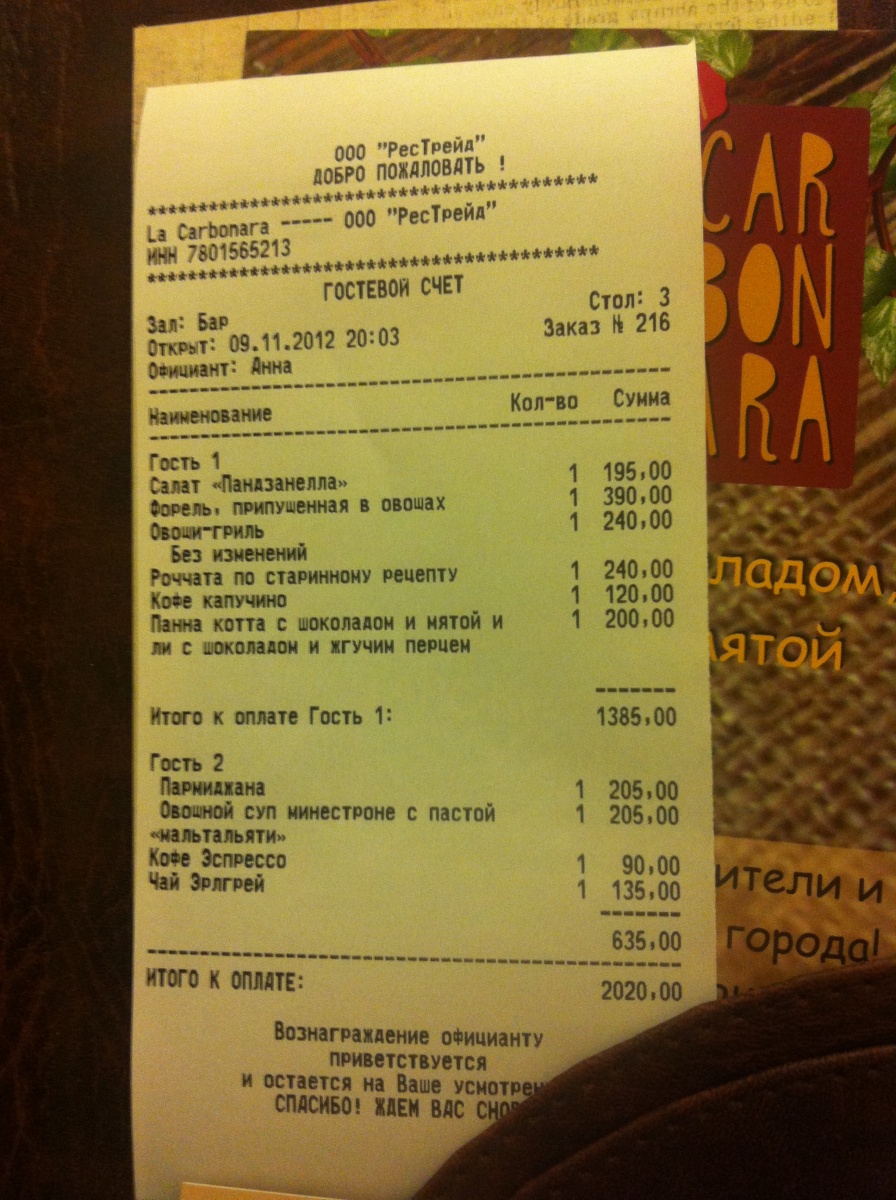 ООО "РесТрейд"
ДОБРО ПОЖАЛОВАТЬ !
****************************************
La Carbonara ----- ООО "РесТрейд"
ИНН 7801565213
****************************************
ГОСТЕВОЙ СЧЕТ
Зал: Бар Стол: 3
Открыт: 09.11.2012 20:03 Заказ № 216
Официант: Анна
Наименование Кол-во Сумма
Гость 1
Салат «Пандзанелла» 1 195,00
Форель, припущенная в овощах 1 390,00
Овощи-гриль 1 240,00
Без изменений
Роччата по старинному рецепту 1 240,00
Кофе капучино 1 120,00
Панна котта с шоколадом и мятой и 1 200,00
ли с шоколадом и жгучим перцем
Итого к оплате Гость 1: 1385,00
Гость 2
Пармиджана 1 205,00
Овощной суп минестроне с пастой 1 205,00
«мальтальяти»
Кофе Эспрессо 1 90,00
Чай Эрлгрей 1 135,00
635,00
ИТОГО К ОПЛАТЕ: 2020,00
Вознаграждение официанту
приветствуется
и остается на Ваше усмотрен
СПАСИБО! ЖДЕМ ВАС СНОВ
CAR
BON
ARA
ладом,
мятой
ители и
города!